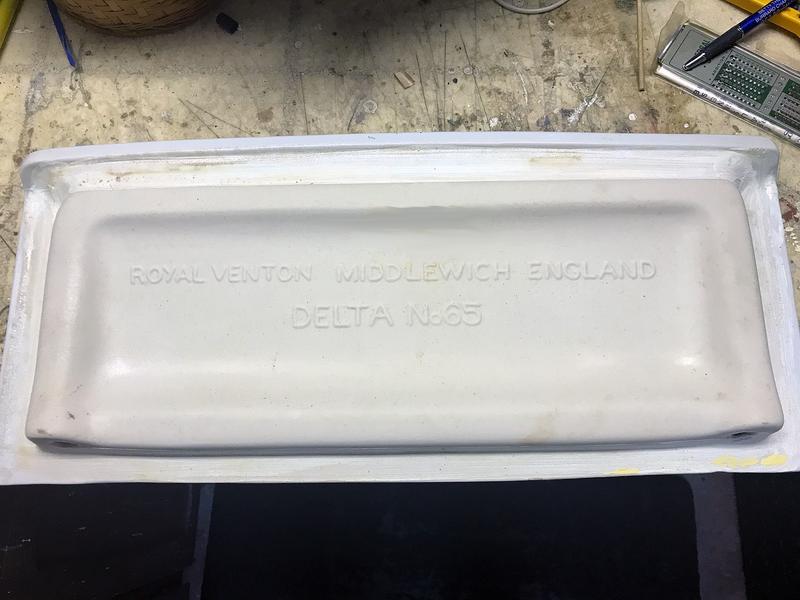 ROYAL VENTON MIDDLEWICH ENGLAND
DELTA No65